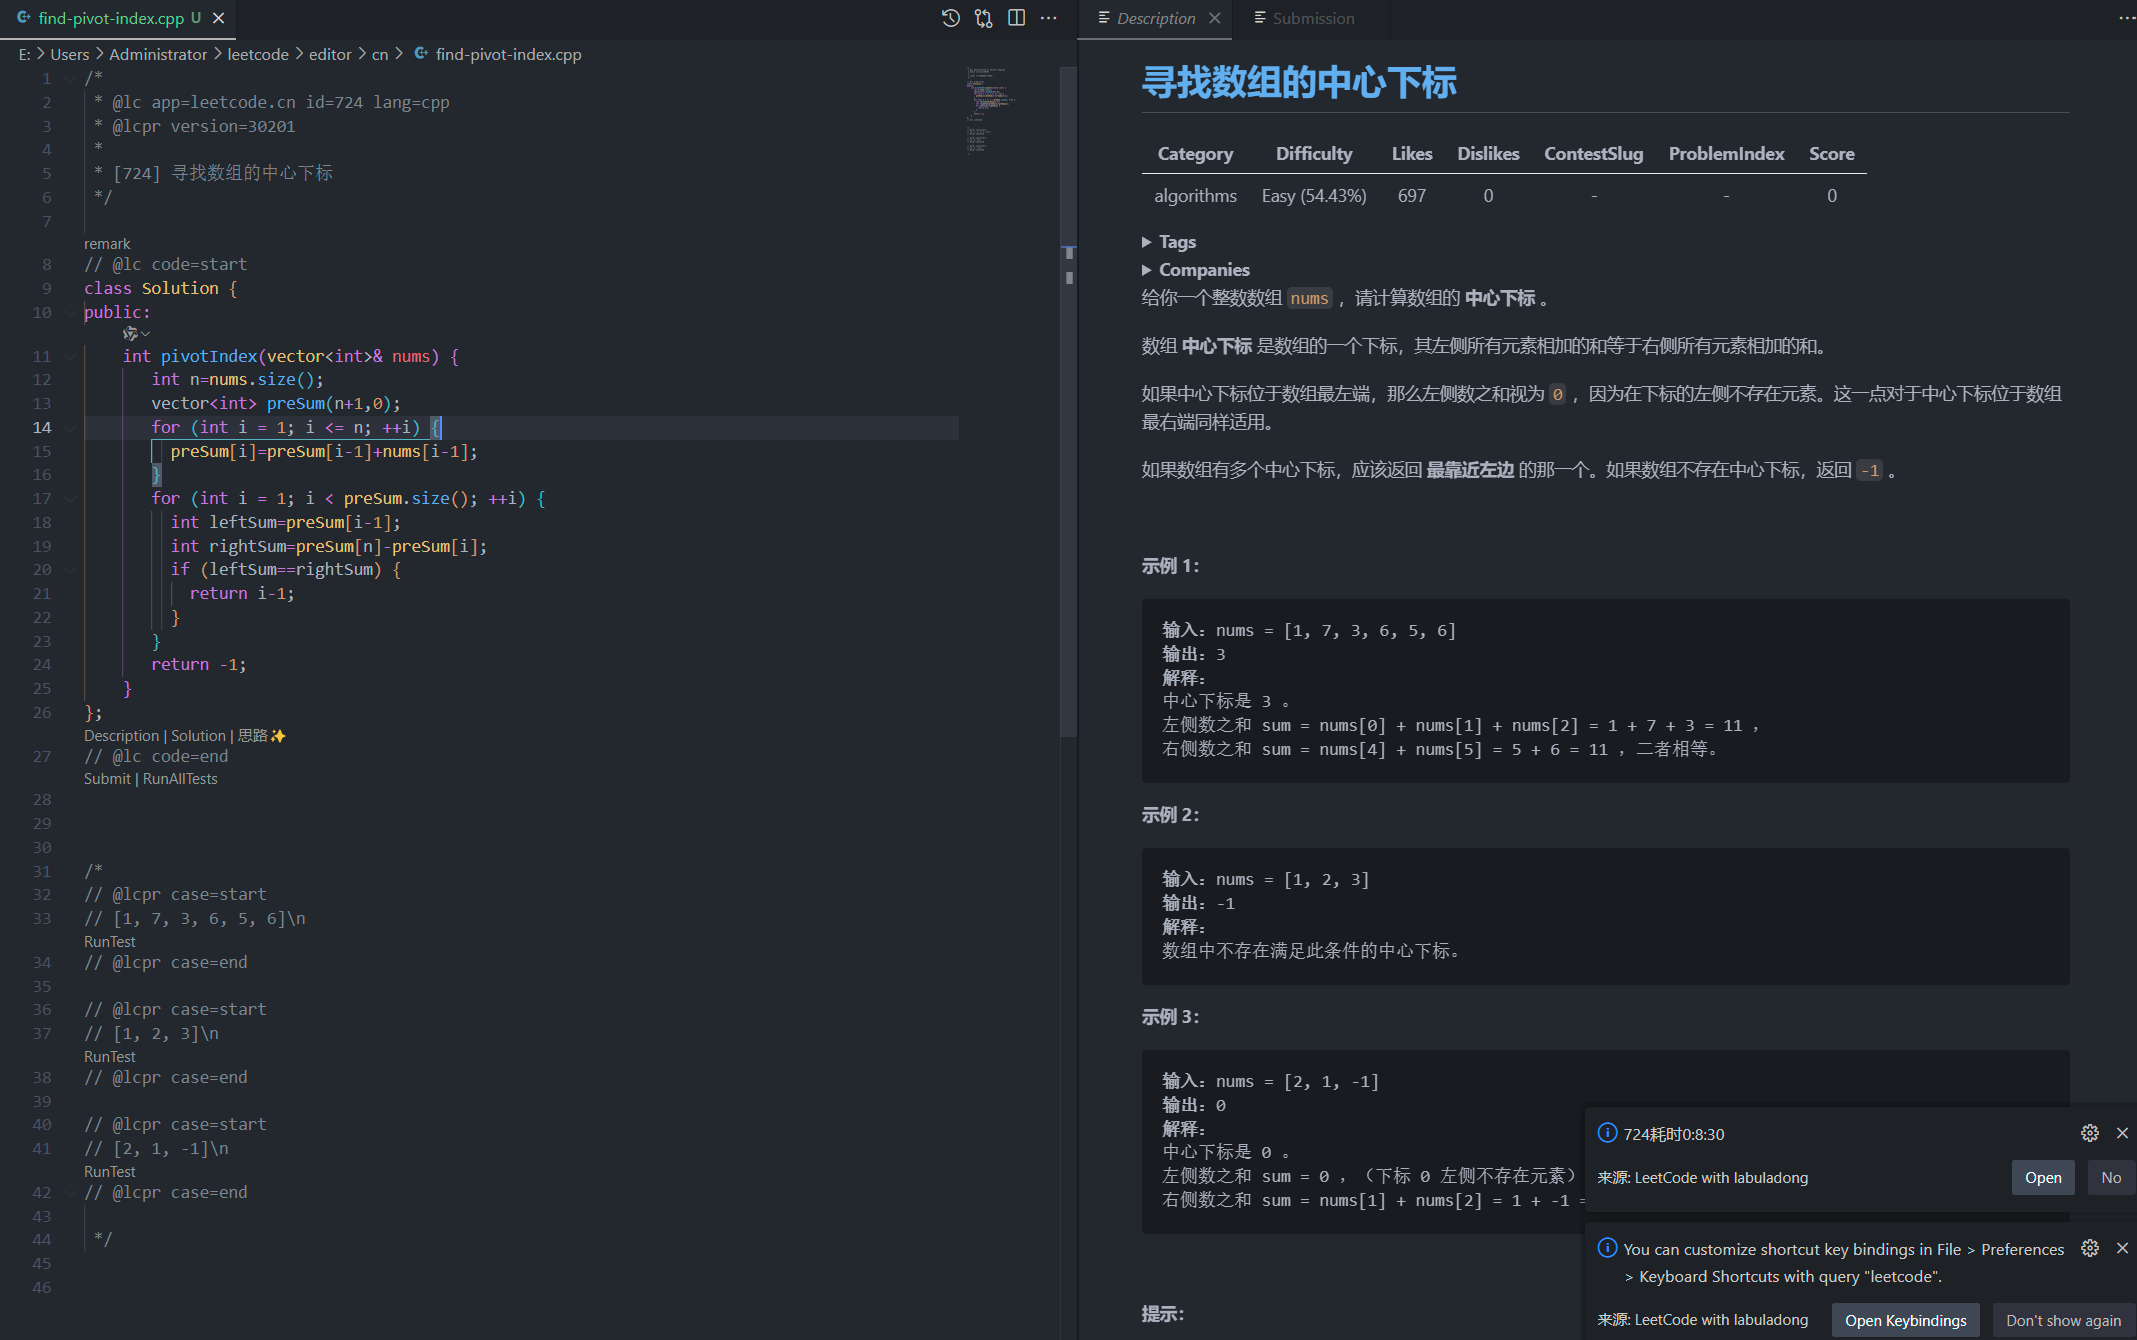 find-pivot-index.cpp U
E: > Users > Administrator > leetcode > editor > cn > find-pivot-index.cpp
1 /*
2 * @lc app=leetcode.cn id=724 lang=cpp
3 * @lcpr version=30201
4 *
5 * [724] 寻找数组的中心下标
6 */
7
remark
8 // @lc code=start
9 class Solution {
10 public:
11 int pivotIndex(vector<int>& nums) {
12 int n=nums.size();
13 vector<int> preSum(n+1,0);
14 for (int i = 1; i <= n; ++i) {
15 preSum[i]=preSum[i-1]+nums[i-1];
16 }
17 for (int i = 1; i < preSum.size(); ++i) {
18 int leftSum=preSum[i-1];
19 int rightSum=preSum[n]-preSum[i];
20 if (leftSum==rightSum) {
21 return i-1;
22 }
23 }
24 return -1;
25 }
26 };
Description | Solution | 思路✨
27 // @lc code=end
Submit | RunAllTests
28
29
30
31 /*
32 // @lcpr case=start
33 // [1, 7, 3, 6, 5, 6]\n
RunTest
34 // @lcpr case=end
35
36 // @lcpr case=start
37 // [1, 2, 3]\n
RunTest
38 // @lcpr case=end
39
40 // @lcpr case=start
41 // [2, 1, -1]\n
RunTest
42 // @lcpr case=end
43
44 */
45
46
Description Submission
寻找数组的中心下标
Category Difficulty Likes Dislikes ContestSlug ProblemIndex Score
algorithms Easy (54.43%) 697 0 - - 0
▶ Tags
▶ Companies
给你一个整数数组 nums ，请计算数组的 中心下标 。
数组 中心下标 是数组的一个下标，其左侧所有元素相加的和等于右侧所有元素相加的和。
如果中心下标位于数组最左端，那么左侧数之和视为 0 ，因为在下标的左侧不存在元素。这一点对于中心下标位于数组
最右端同样适用。
如果数组有多个中心下标，应该返回 最靠近左边 的那一个。如果数组不存在中心下标，返回 -1 。
示例 1：
输入：nums = [1, 7, 3, 6, 5, 6]
输出：3
解释：
中心下标是 3 。
左侧数之和 sum = nums[0] + nums[1] + nums[2] = 1 + 7 + 3 = 11 ，
右侧数之和 sum = nums[4] + nums[5] = 5 + 6 = 11 ，二者相等。
示例 2：
输入：nums = [1, 2, 3]
输出：-1
解释：
数组中不存在满足此条件的中心下标。
示例 3：
输入：nums = [2, 1, -1]
输出：0
解释：
中心下标是 0 。
左侧数之和 sum = 0 ，（下标 0 左侧不存在元素）
右侧数之和 sum = nums[1] + nums[2] = 1 + -1 =
提示：
724耗时0:8:30
来源: LeetCode with labuladong
Open No
You can customize shortcut key bindings in File > Preferences
> Keyboard Shortcuts with query "leetcode".
来源: LeetCode with labuladong
Open Keybindings Don't show again